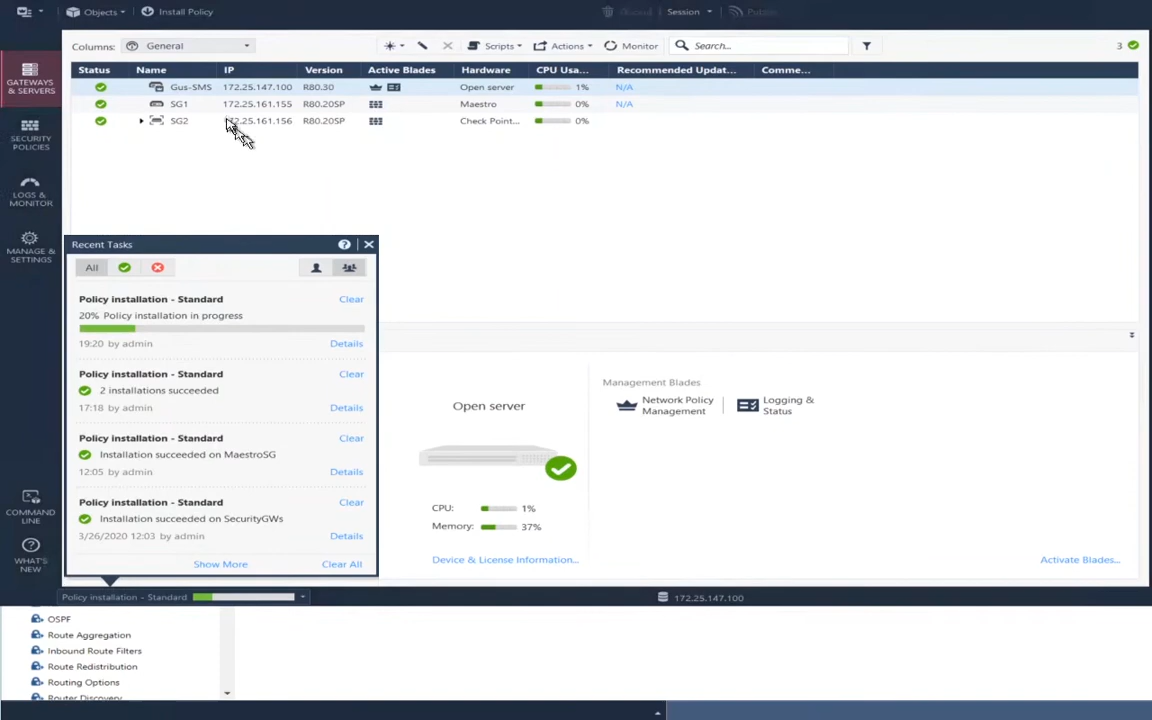 Objects
Install Policy
Discard
Session
Publish
Columns: General
Scripts
Actions
Monitor
Search...
3
Status Name IP Version Active Blades Hardware CPU Usa... Recommended Updat... Comme...
Gus-SMS 172.25.147.100 R80.30 Open server 1% N/A
SG1 172.25.161.155 R80.20SP Maestro 0% N/A
SG2 172.25.161.156 R80.20SP Check Point... 0%
GATEWAYS
& SERVERS
SECURITY
POLICIES
LOGS &
MONITOR
MANAGE &
SETTINGS
COMMAND
LINE
WHAT'S
NEW
Recent Tasks
All
Policy installation - Standard Clear
20% Policy installation in progress
19:20 by admin Details
Policy installation - Standard Clear
2 installations succeeded
17:18 by admin Details
Policy installation - Standard Clear
Installation succeeded on MaestroSG
12:05 by admin Details
Policy installation - Standard Clear
Installation succeeded on SecurityGWs
3/26/2020 12:03 by admin Details
Show More Clear All
Open server
CPU: 1%
Memory: 37%
Device & License Information...
Management Blades
Network Policy
Management
Logging &
Status
Activate Blades...
Policy installation - Standard
172.25.147.100
OSPF
Route Aggregation
Inbound Route Filters
Route Redistribution
Routing Options
Router Discovery